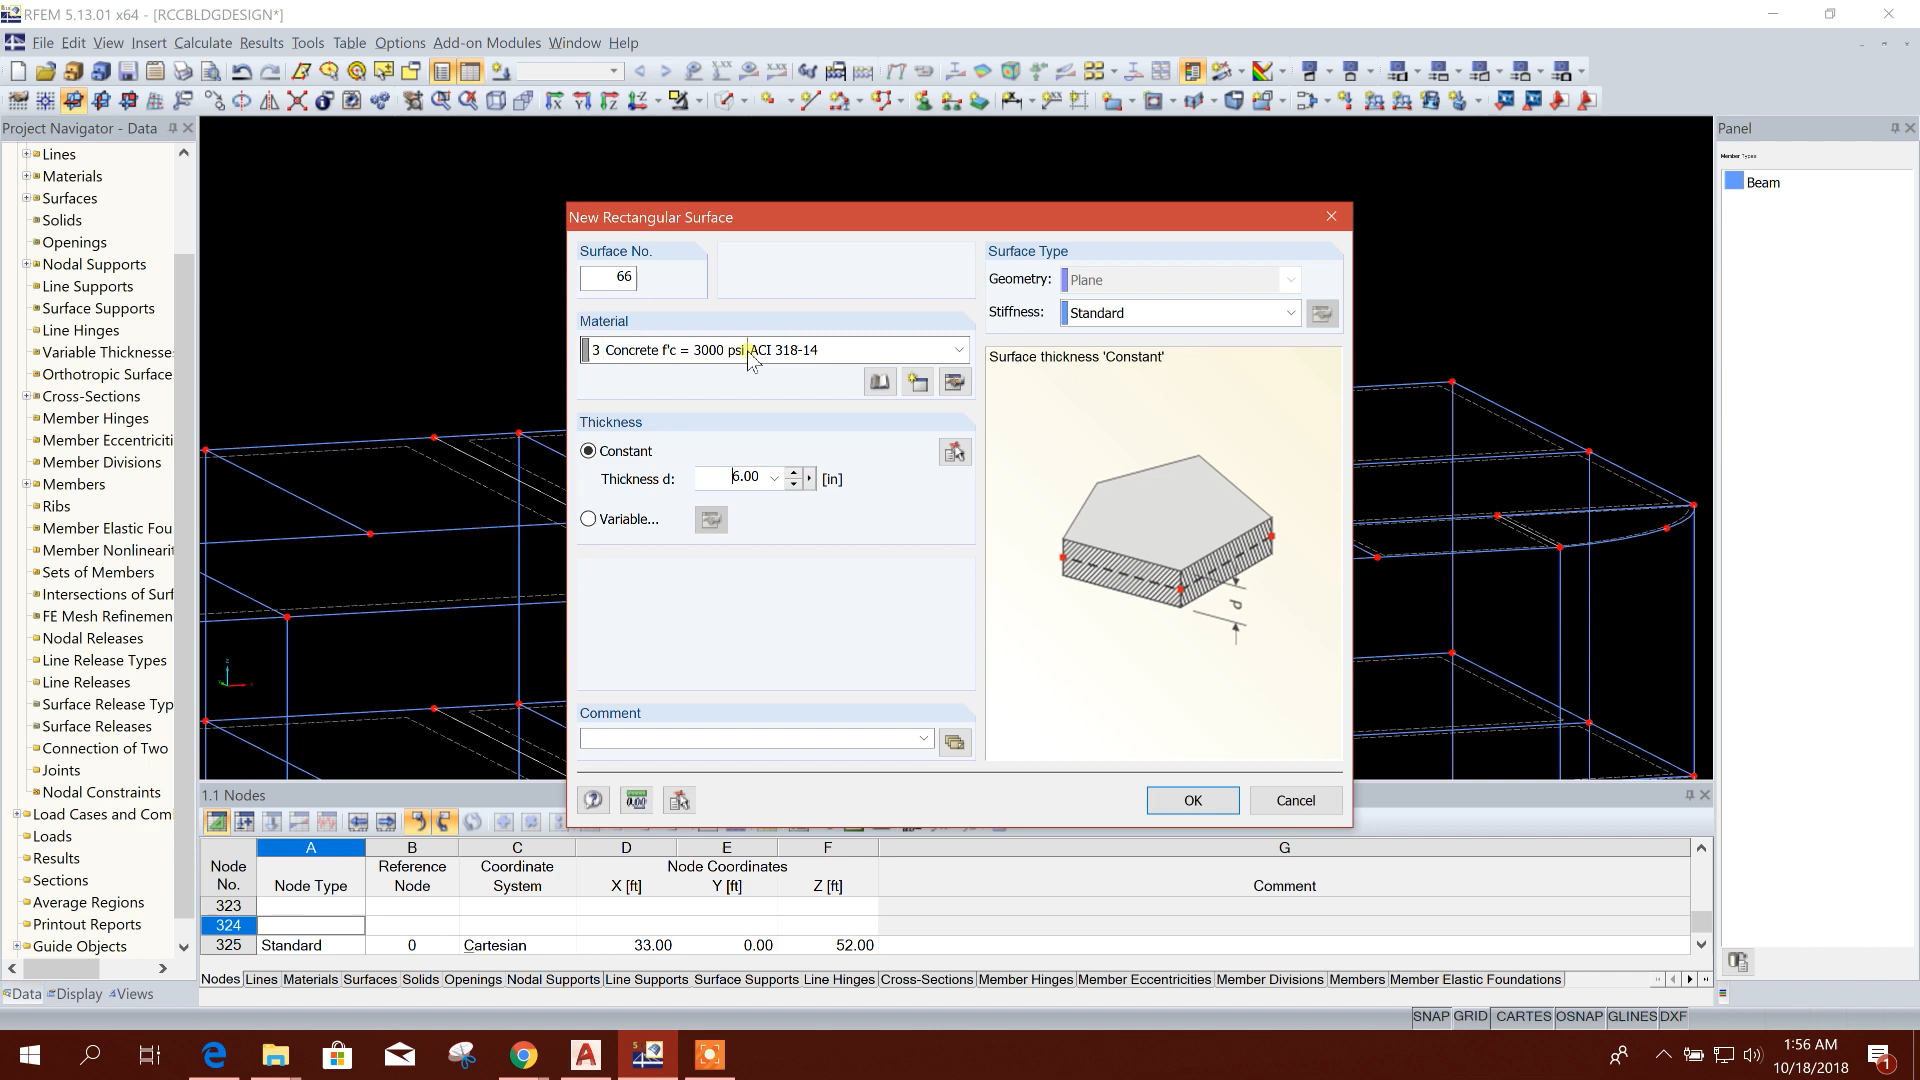 RFEM 5.13.01 x64 - [RCCBLDGDESIGN*]
File Edit View Insert Calculate Results Tools Table Options Add-on Modules Window Help
Project Navigator - Data
Lines
Materials
Surfaces
Solids
Openings
Nodal Supports
Line Supports
Surface Supports
Line Hinges
Variable Thicknesse
Orthotropic Surface
Cross-Sections
Member Hinges
Member Eccentriciti
Member Divisions
Members
Ribs
Member Elastic Fou
Member Nonlinearit
Sets of Members
Intersections of Surf
FE Mesh Refinemen
Nodal Releases
Line Release Types
Line Releases
Surface Release Typ
Surface Releases
Connection of Two
Joints
Nodal Constraints
Load Cases and Com
Loads
Results
Sections
Average Regions
Printout Reports
Guide Objects
Data Display Views
New Rectangular Surface
Surface No.
66
Material
3 Concrete f'c = 3000 psi ACI 318-14
Thickness
Constant
Thickness d: 6.00 [in]
Variable...
Comment
Surface Type
Geometry: Plane
Stiffness: Standard
Surface thickness 'Constant'
d
OK Cancel
Panel
Member Types
Beam
1.1 Nodes
A B C D E F G
Node Reference Coordinate Node Coordinates
No. Node Type Node System X [ft] Y [ft] Z [ft] Comment
323
324
325 Standard 0 Cartesian 33.00 0.00 52.00
Nodes Lines Materials Surfaces Solids Openings Nodal Supports Line Supports Surface Supports Line Hinges Cross-Sections Member Hinges Member Eccentricities Member Divisions Members Member Elastic Foundations
SNAP GRID CARTES OSNAP GLINES DXF
1:56 AM
10/18/2018
1